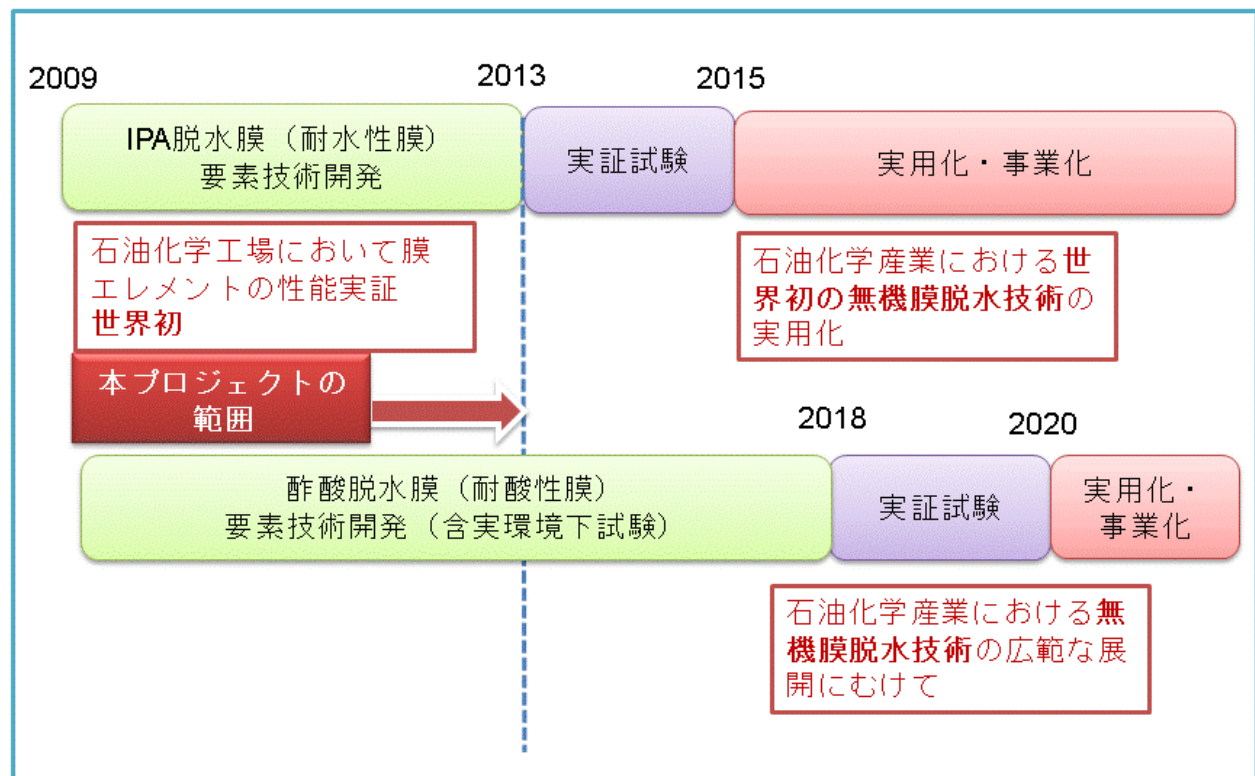 2009
2013
2015
IPA脱水膜（耐水性膜）
要素技術開発
実証試験
実用化・事業化
石油化学工場において膜
エレメントの性能実証
世界初
石油化学産業における世
界初の無機膜脱水技術の
実用化
本プロジェクトの
範囲
2018
2020
酢酸脱水膜（耐酸性膜）
要素技術開発（含実環境下試験）
実証試験
実用化・
事業化
石油化学産業における無
機膜脱水技術の広範な展
開にむけて